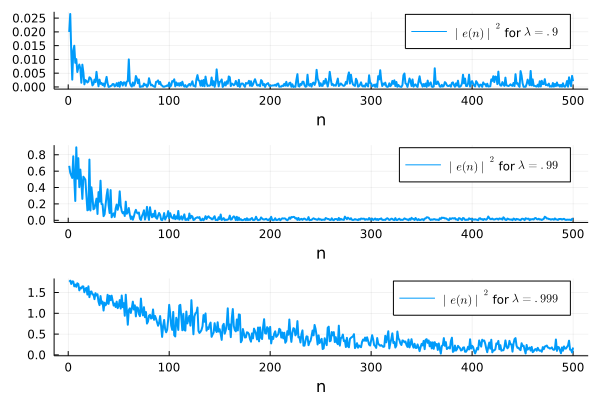 0.025
0.020
0.015
0.010
0.005
0.000
| e(n) | ² for λ = .9
0 100 200 300 400 500
n
0.8
0.6
0.4
0.2
0.0
| e(n) | ² for λ = .99
0 100 200 300 400 500
n
1.5
1.0
0.5
0.0
| e(n) | ² for λ = .999
0 100 200 300 400 500
n